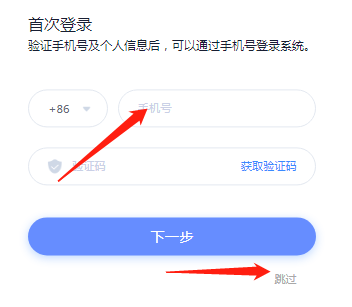 首次登录
验证手机号及个人信息后，可以通过手机号登录系统。
+86 手机号
验证码 获取验证码
下一步
跳过